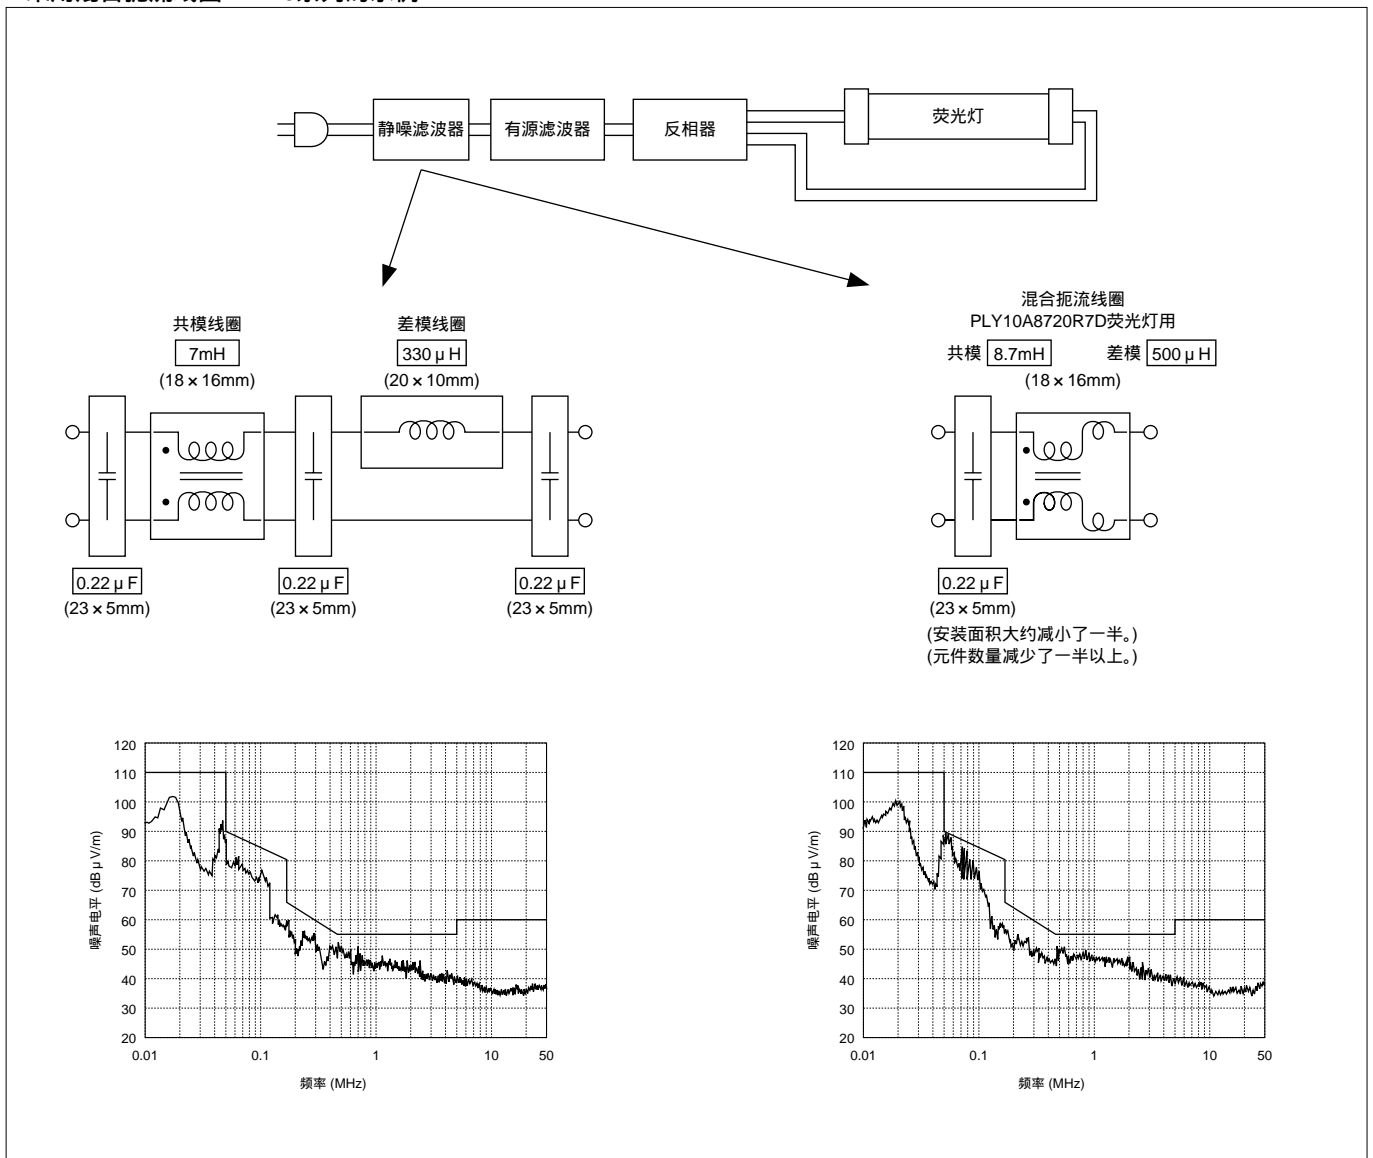 静噪滤波器 有源滤波器 反相器 荧光灯
共模线圈
7mH
(18×16mm)
差模线圈
330μH
(20×10mm)
0.22μF
(23×5mm)
0.22μF
(23×5mm)
0.22μF
(23×5mm)
混合扼流线圈
PLY10A8720R7D荧光灯用
共模 8.7mH 差模 500μH
(18×16mm)
0.22μF
(23×5mm)
(安装面积大约减小了一半。)
(元件数量减少了一半以上。)
噪声电平 (dBμV/m)
120
110
100
90
80
70
60
50
40
30
20
0.01 0.1 1 10 50
频率 (MHz)
噪声电平 (dBμV/m)
120
110
100
90
80
70
60
50
40
30
20
0.01 0.1 1 10 50
频率 (MHz)